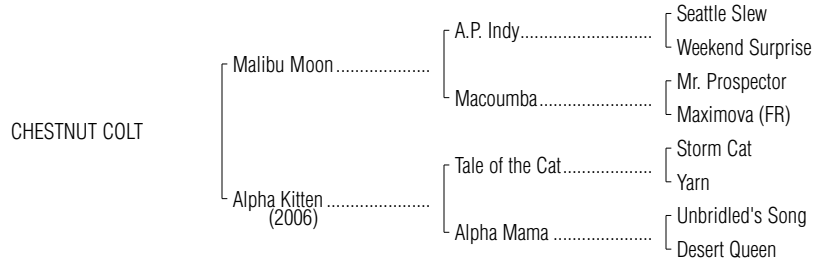 Seattle Slew
A.P. Indy............................
Weekend Surprise
Malibu Moon....................
Mr. Prospector
Macoumba........................
Maximova (FR)
CHESTNUT COLT
Storm Cat
Tale of the Cat...................
Yarn
Alpha Kitten......................
(2006)
Unbridled's Song
Alpha Mama.....................
Desert Queen